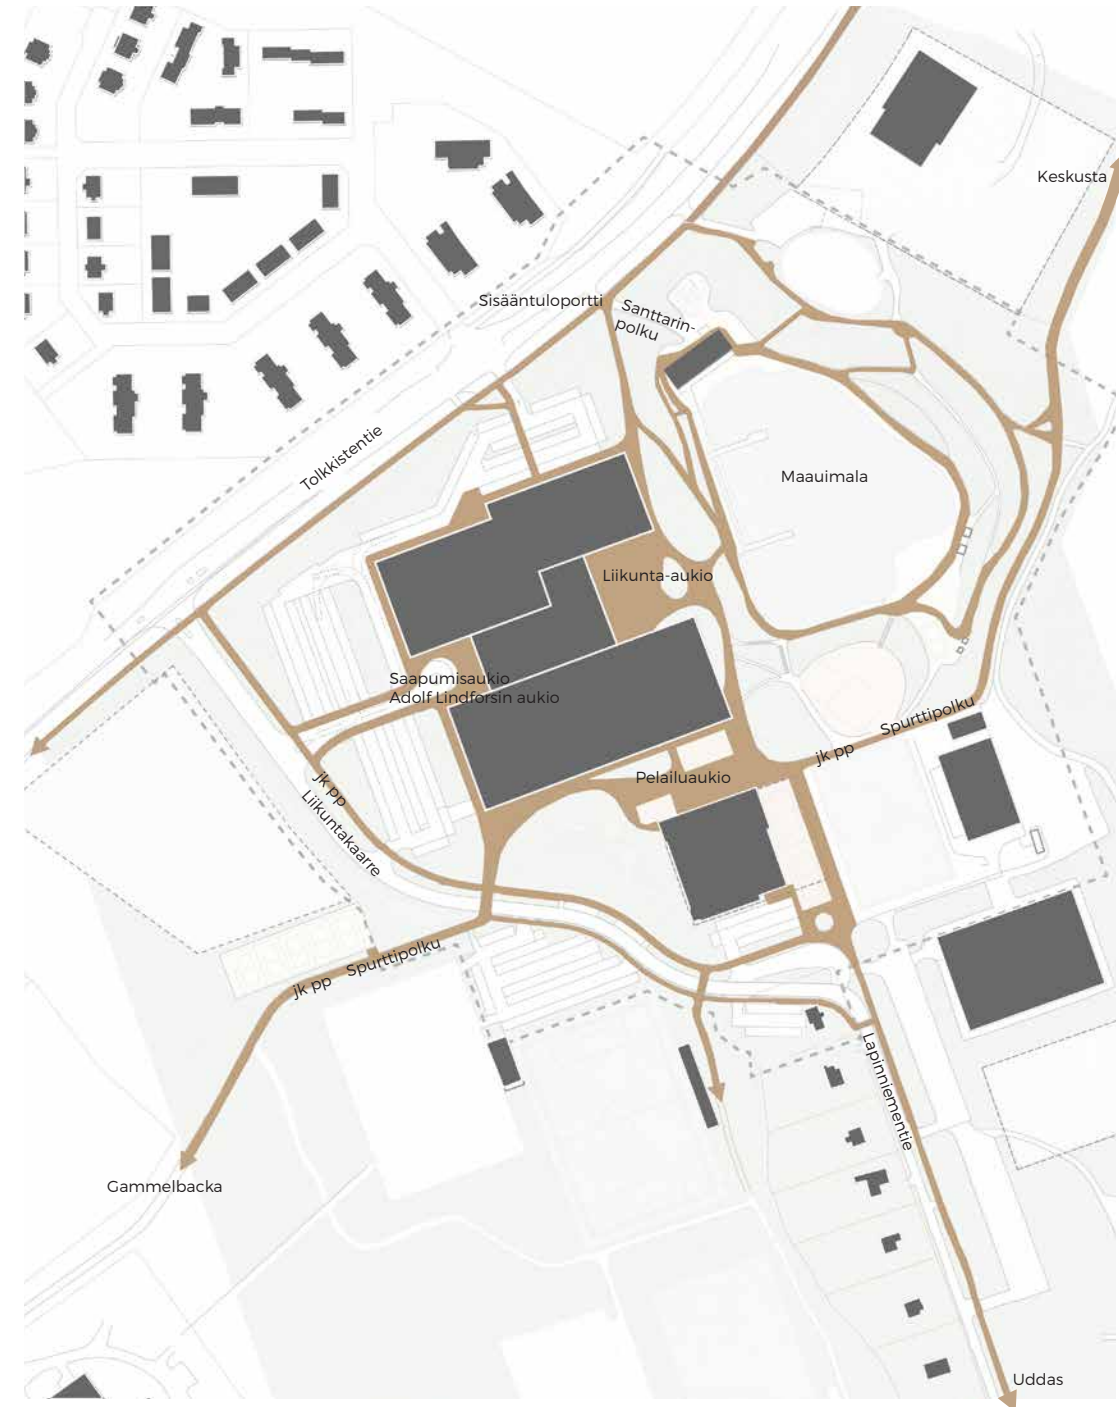 Keskusta
Sisääntuloportti
Santtarin-
polku
Tolkkistentie
Maauimala
Liikunta-aukio
Saapumisaukio
Adolf Lindforsin aukio
jk pp Spurttipolku
Pelailuaukio
jk pp
Liikuntakaarre
jk pp Spurttipolku
Lapinniementie
Gammelbacka
Uddas